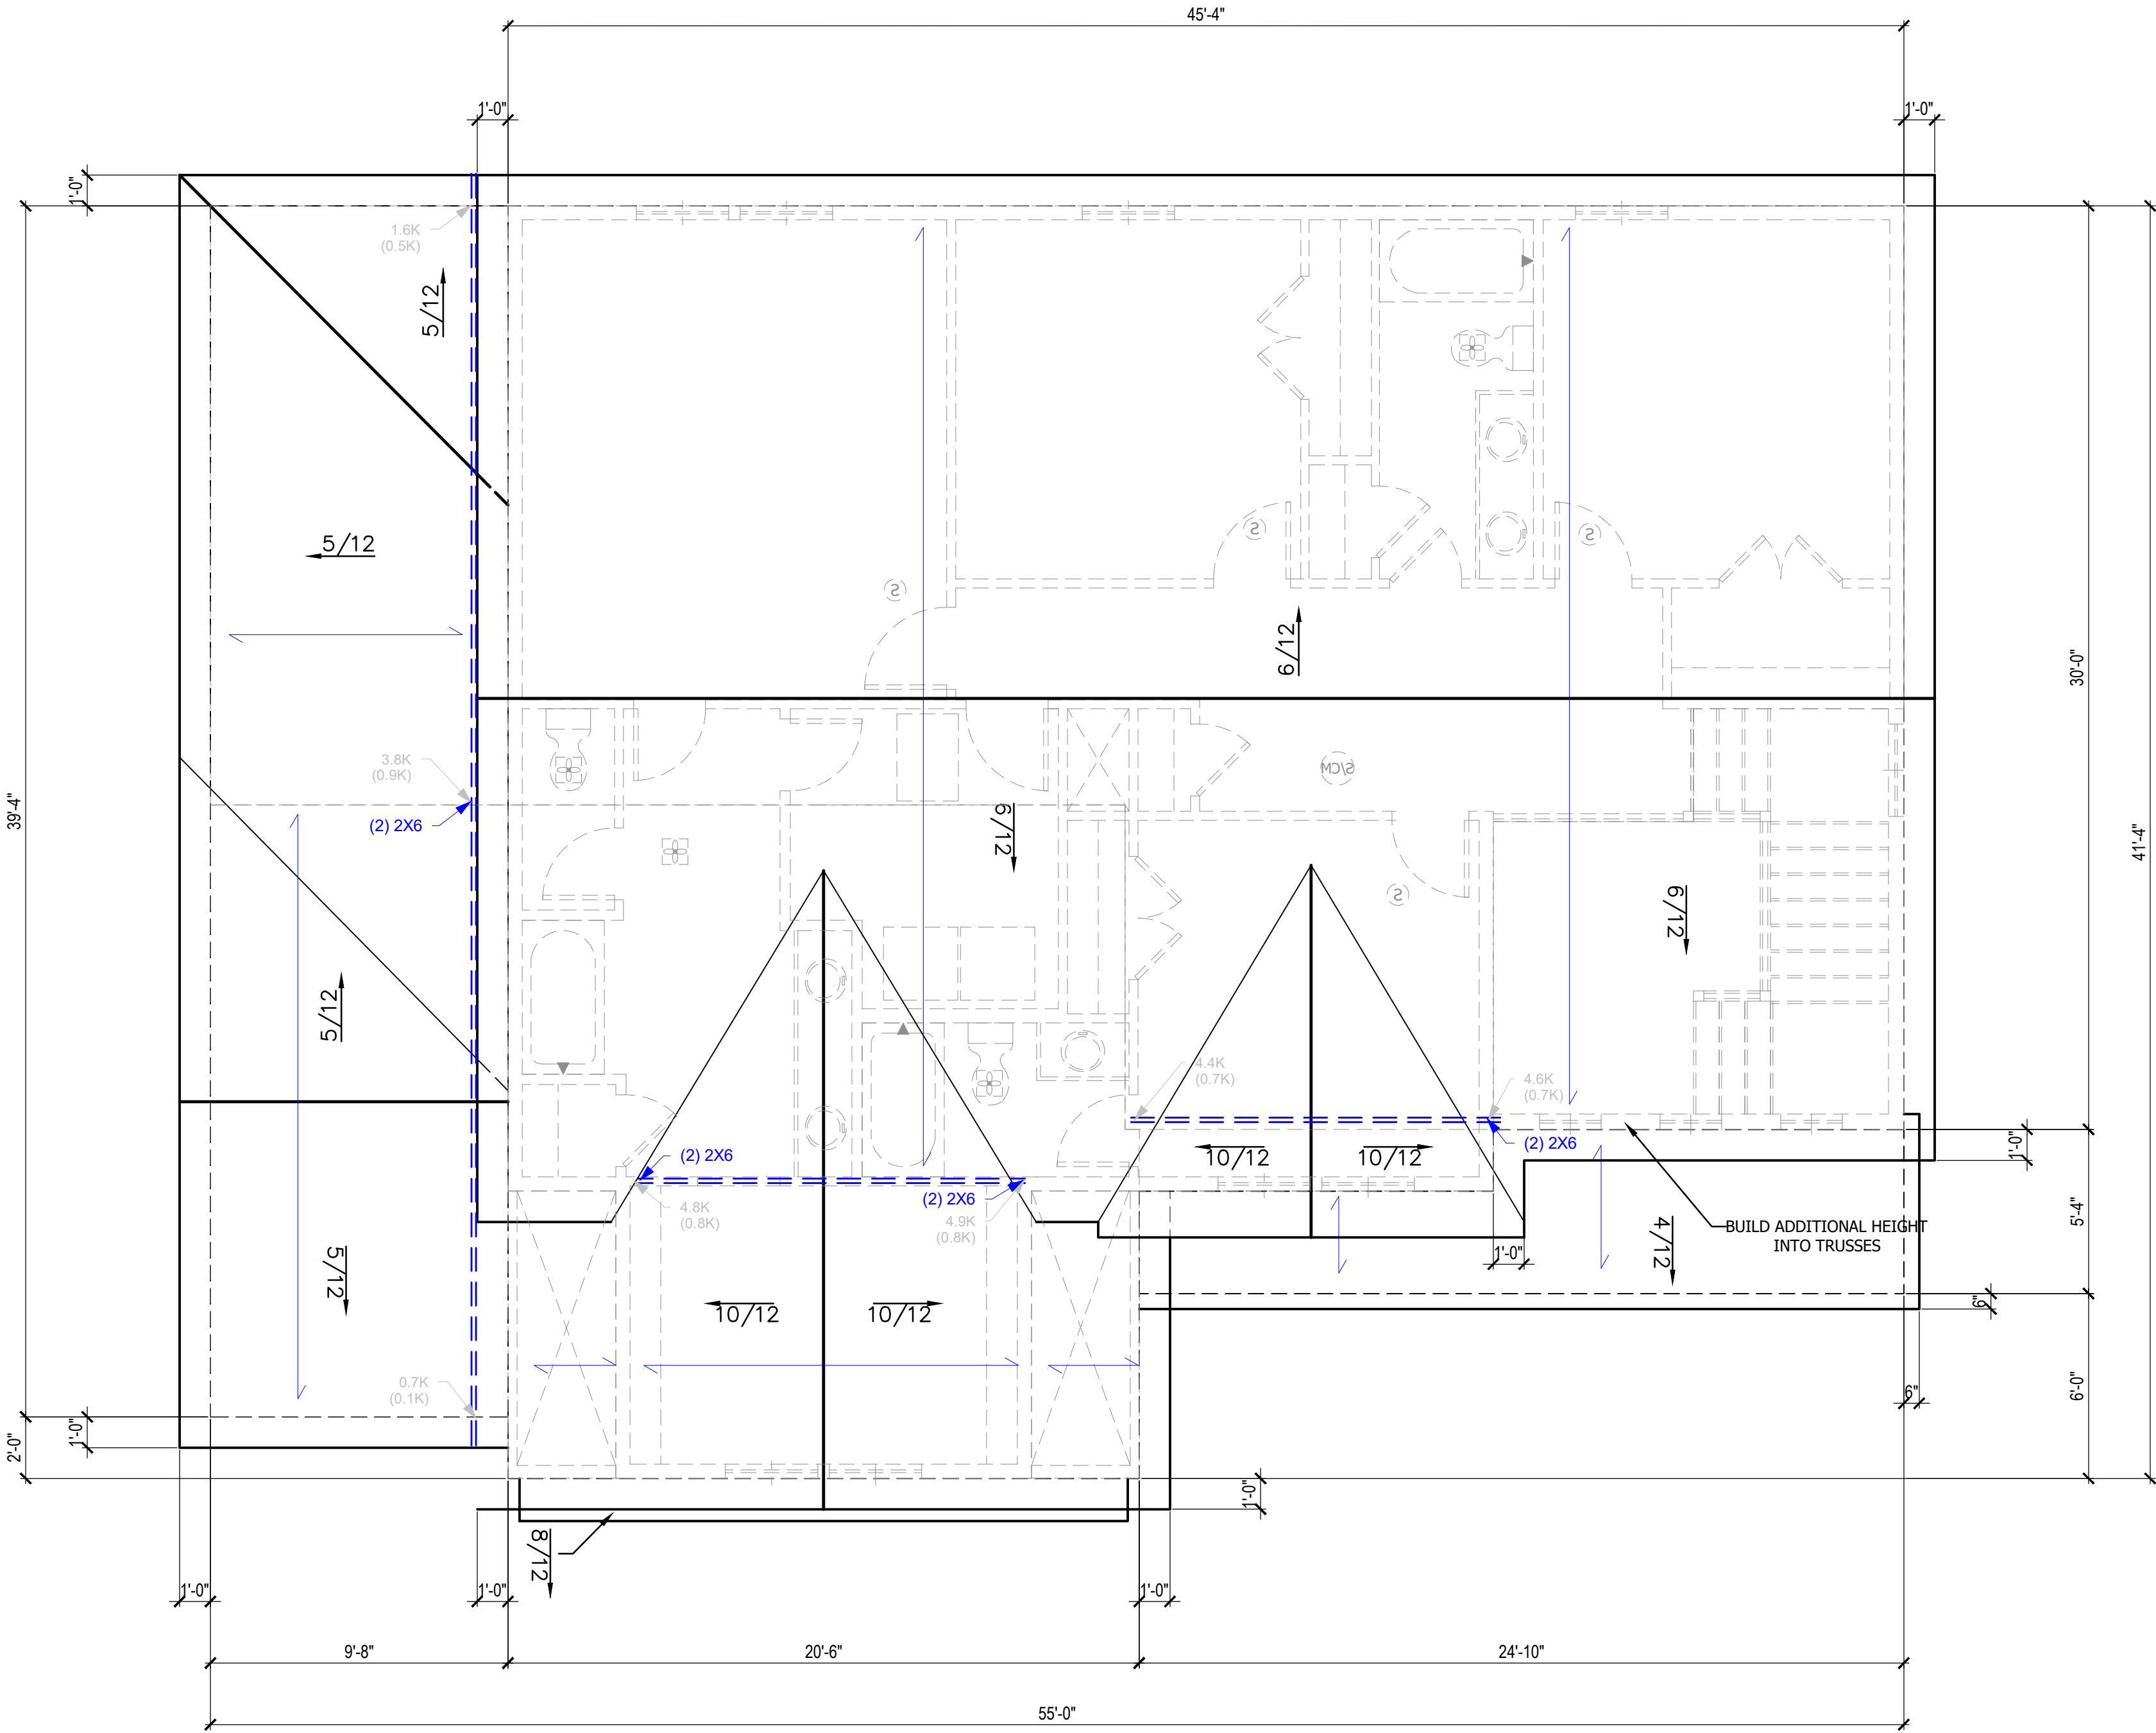 45'-4"
1'-0"
1'-0"
1'-0"
1.6K
(0.5K)
5/12
5/12
6/12
30'-0"
3.8K
(0.9K)
(2) 2X6
S
S
S
S/CM
39'-4"
6/12
41'-4"
6/12
S
5/12
4.4K
(0.7K)
4.6K
(0.7K)
(2) 2X6
(2) 2X6
10/12
10/12
1'-0"
(2) 2X6
4.8K
(0.8K)
4.9K
(0.8K)
5'-4"
BUILD ADDITIONAL HEIGHT
INTO TRUSSES
4/12
1'-0"
5/12
10/12
10/12
6"
0.7K
(0.1K)
6'-0"
6"
1'-0"
2'-0"
1'-0"
8/12
1'-0"
1'-0"
1'-0"
9'-8"
20'-6"
24'-10"
55'-0"